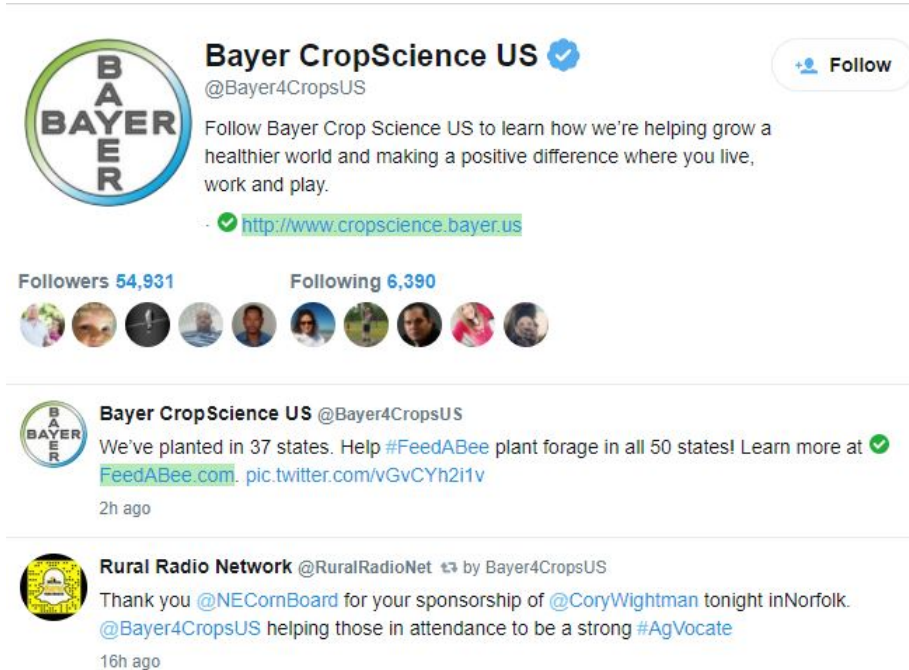 BAYER
BAYER
Bayer CropScience US
Follow
@Bayer4CropsUS
Follow Bayer Crop Science US to learn how we're helping grow a
healthier world and making a positive difference where you live,
work and play.
· http://www.cropscience.bayer.us
Followers 54,931 Following 6,390
BAYER
BAYER
Bayer CropScience US @Bayer4CropsUS
We've planted in 37 states. Help #FeedABee plant forage in all 50 states! Learn more at
FeedABee.com. pic.twitter.com/vGvCYh2i1v
2h ago
Rural Radio Network @RuralRadioNet by Bayer4CropsUS
Thank you @NECornBoard for your sponsorship of @CoryWightman tonight inNorfolk.
@Bayer4CropsUS helping those in attendance to be a strong #AgVocate
16h ago